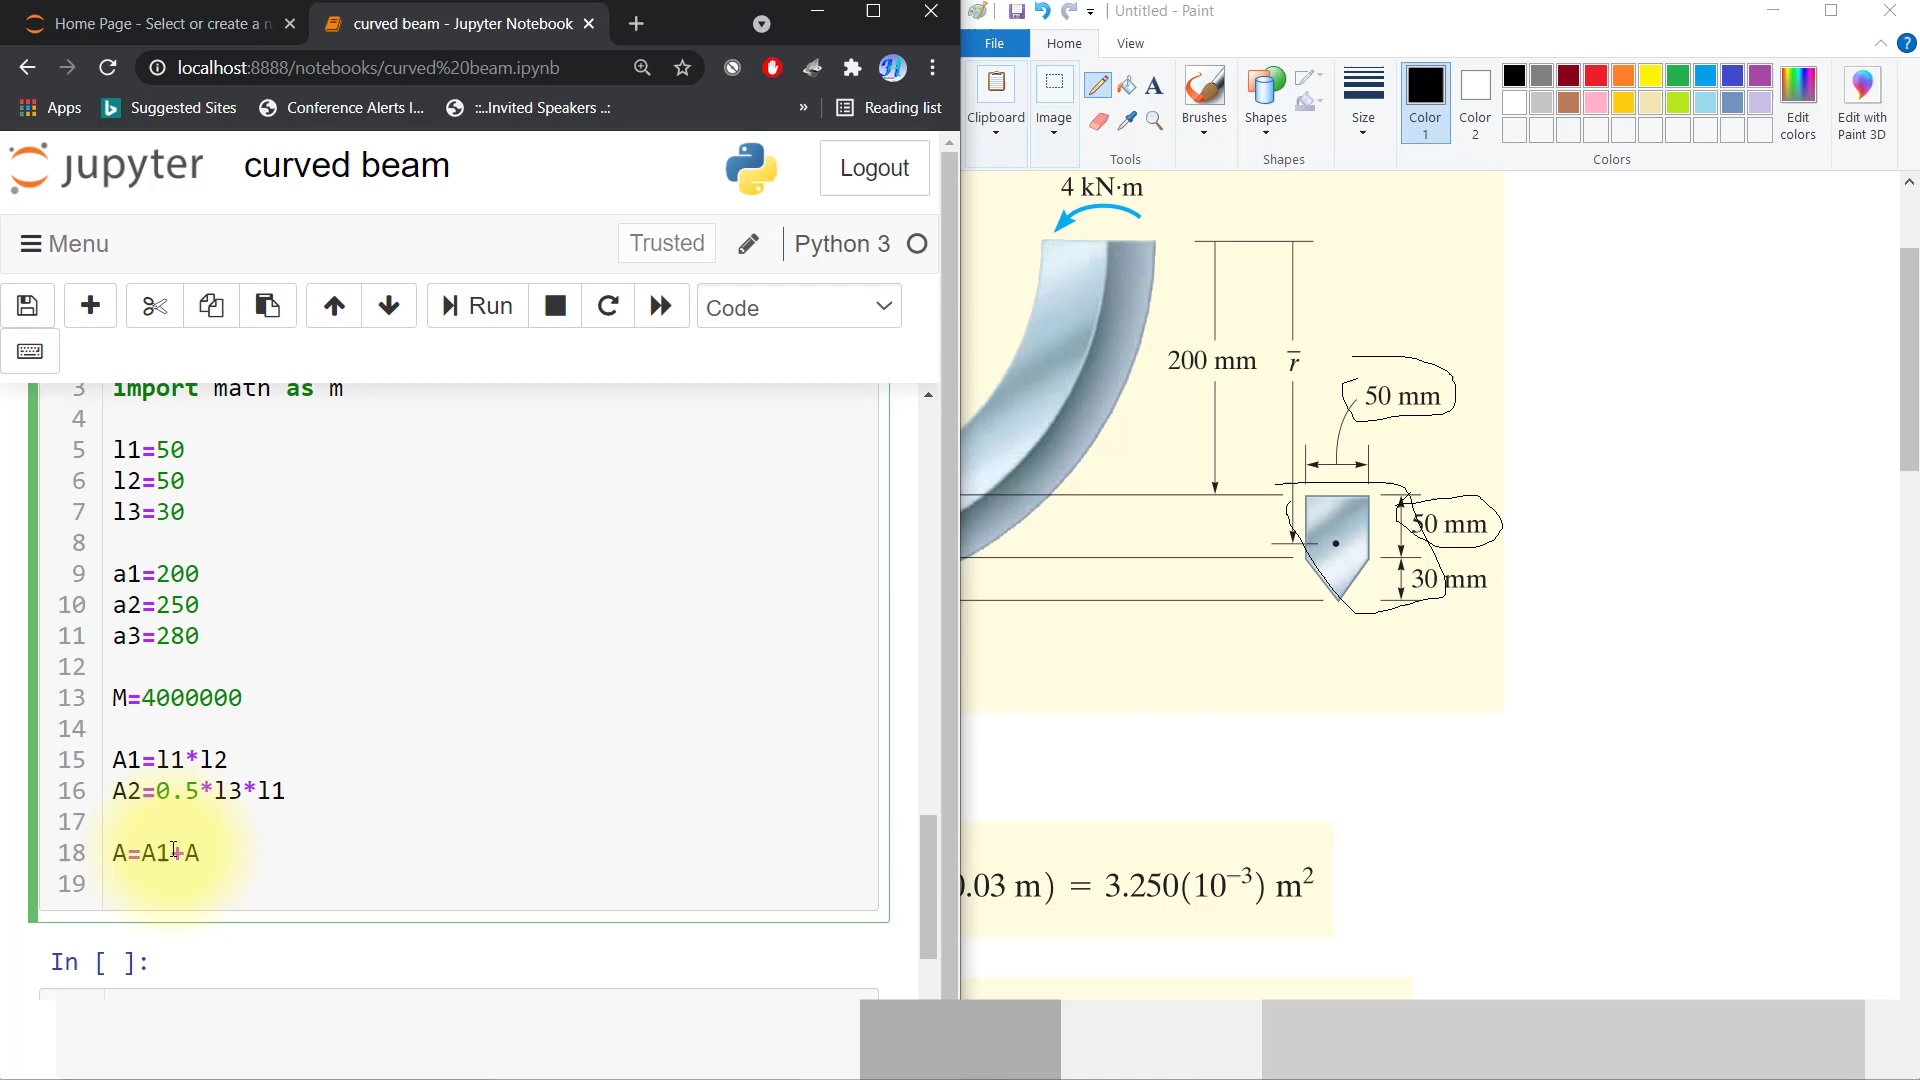 Home Page - Select or create a n
curved beam - Jupyter Notebook
localhost:8888/notebooks/curved%20beam.ipynb
Apps
Suggested Sites
Conference Alerts I...
::..Invited Speakers ..:
»
Reading list
jupyter
curved beam
Logout
Menu
Trusted
Python 3
Run
Code
3 import math as m
4
5 l1=50
6 l2=50
7 l3=30
8
9 a1=200
10 a2=250
11 a3=280
12
13 M=4000000
14
15 A1=l1*l2
16 A2=0.5*l3*l1
17
18 A=A1+A
19
In [ ]:
Untitled - Paint
File
Home
View
Clipboard
Image
Tools
Brushes
Shapes
Shapes
Size
Color 1
Color 2
Edit colors
Edit with Paint 3D
Colors
4 kN·m
200 mm
r̅
50 mm
50 mm
30 mm
0.03 m) = 3.250(10⁻³) m²